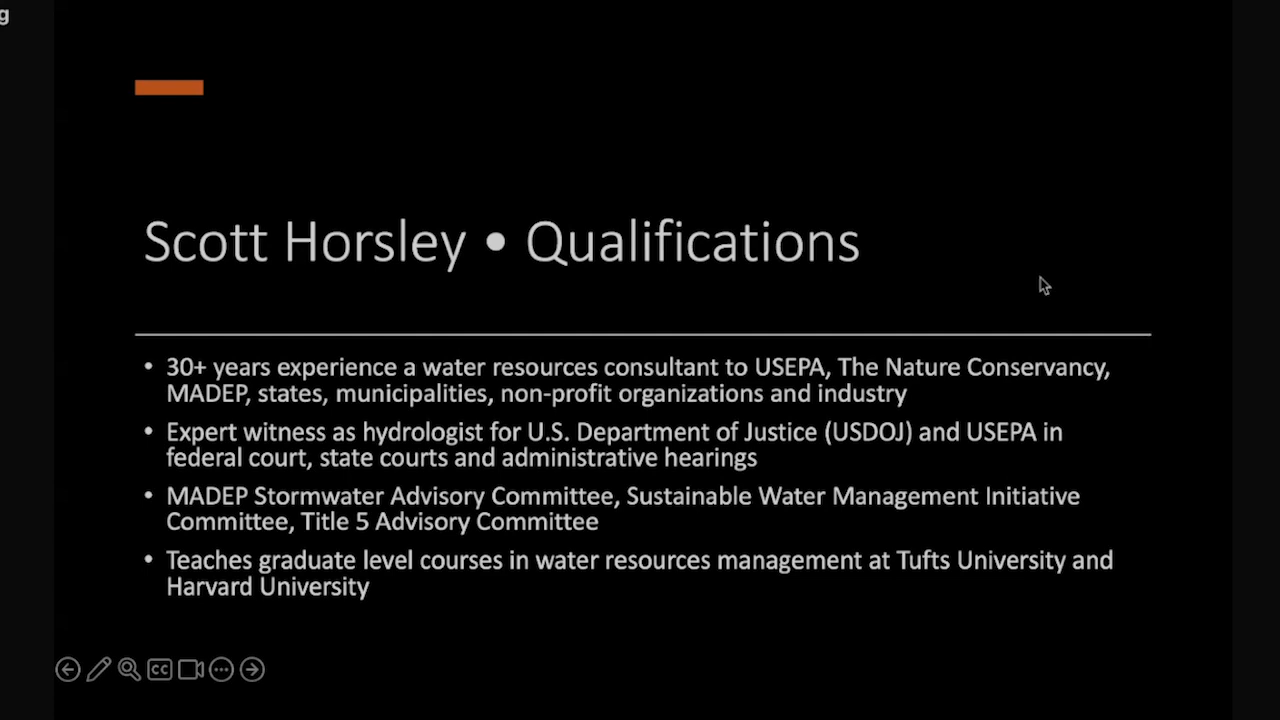 g
Scott Horsley • Qualifications
• 30+ years experience a water resources consultant to USEPA, The Nature Conservancy,
MADEP, states, municipalities, non-profit organizations and industry
• Expert witness as hydrologist for U.S. Department of Justice (USDOJ) and USEPA in
federal court, state courts and administrative hearings
• MADEP Stormwater Advisory Committee, Sustainable Water Management Initiative
Committee, Title 5 Advisory Committee
• Teaches graduate level courses in water resources management at Tufts University and
Harvard University
CC